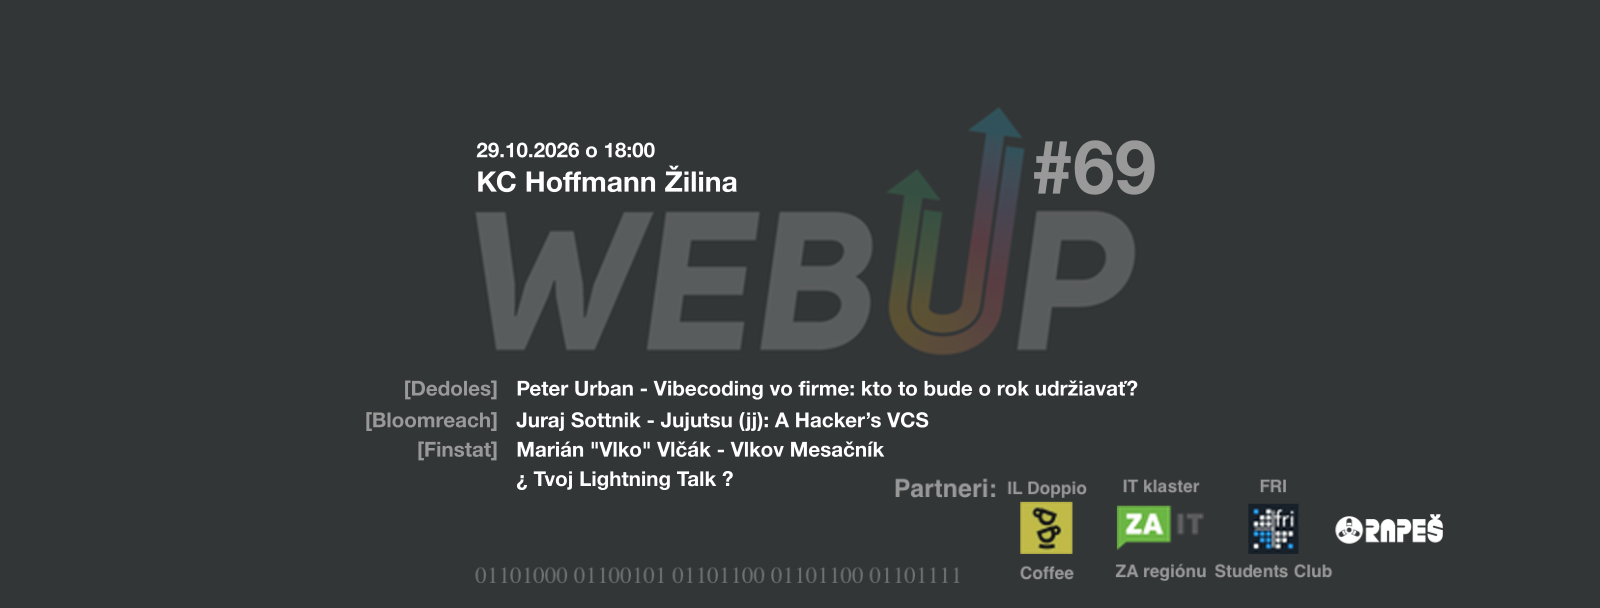 29.10.2026 o 18:00
KC Hoffmann Žilina
#69
WEBUP
[Dedoles] Peter Urban - Vibecoding vo firme: kto to bude o rok udržiavať?
[Bloomreach] Juraj Sottnik - Jujutsu (jj): A Hacker’s VCS
[Finstat] Marián "Vlko" Vlčák - Vlkov Mesačník
¿ Tvoj Lightning Talk ?
Partneri: IL Doppio IT klaster FRI
ZA IT fri RAPEŠ
Coffee ZA regiónu Students Club
01101000 01100101 01101100 01101100 01101111